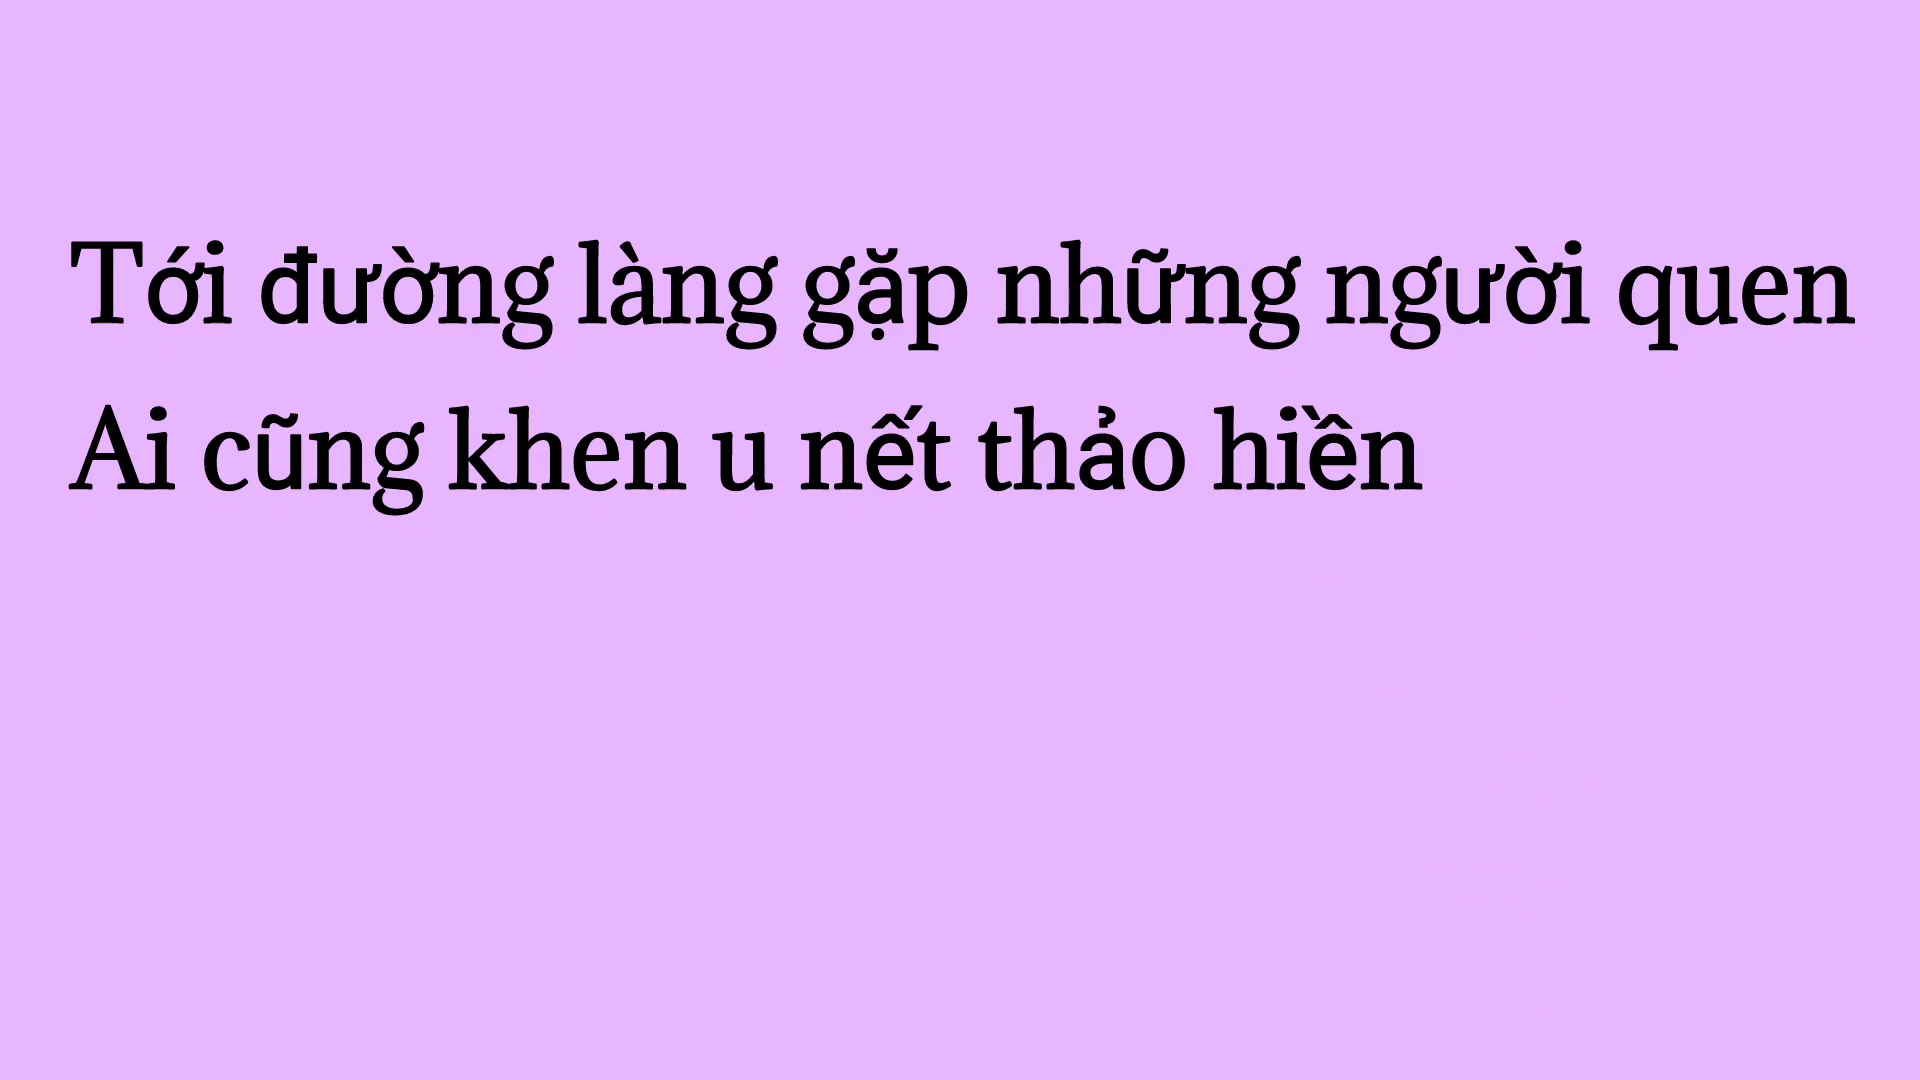 Tới đường làng gặp những người quen
Ai cũng khen u nết thảo hiền